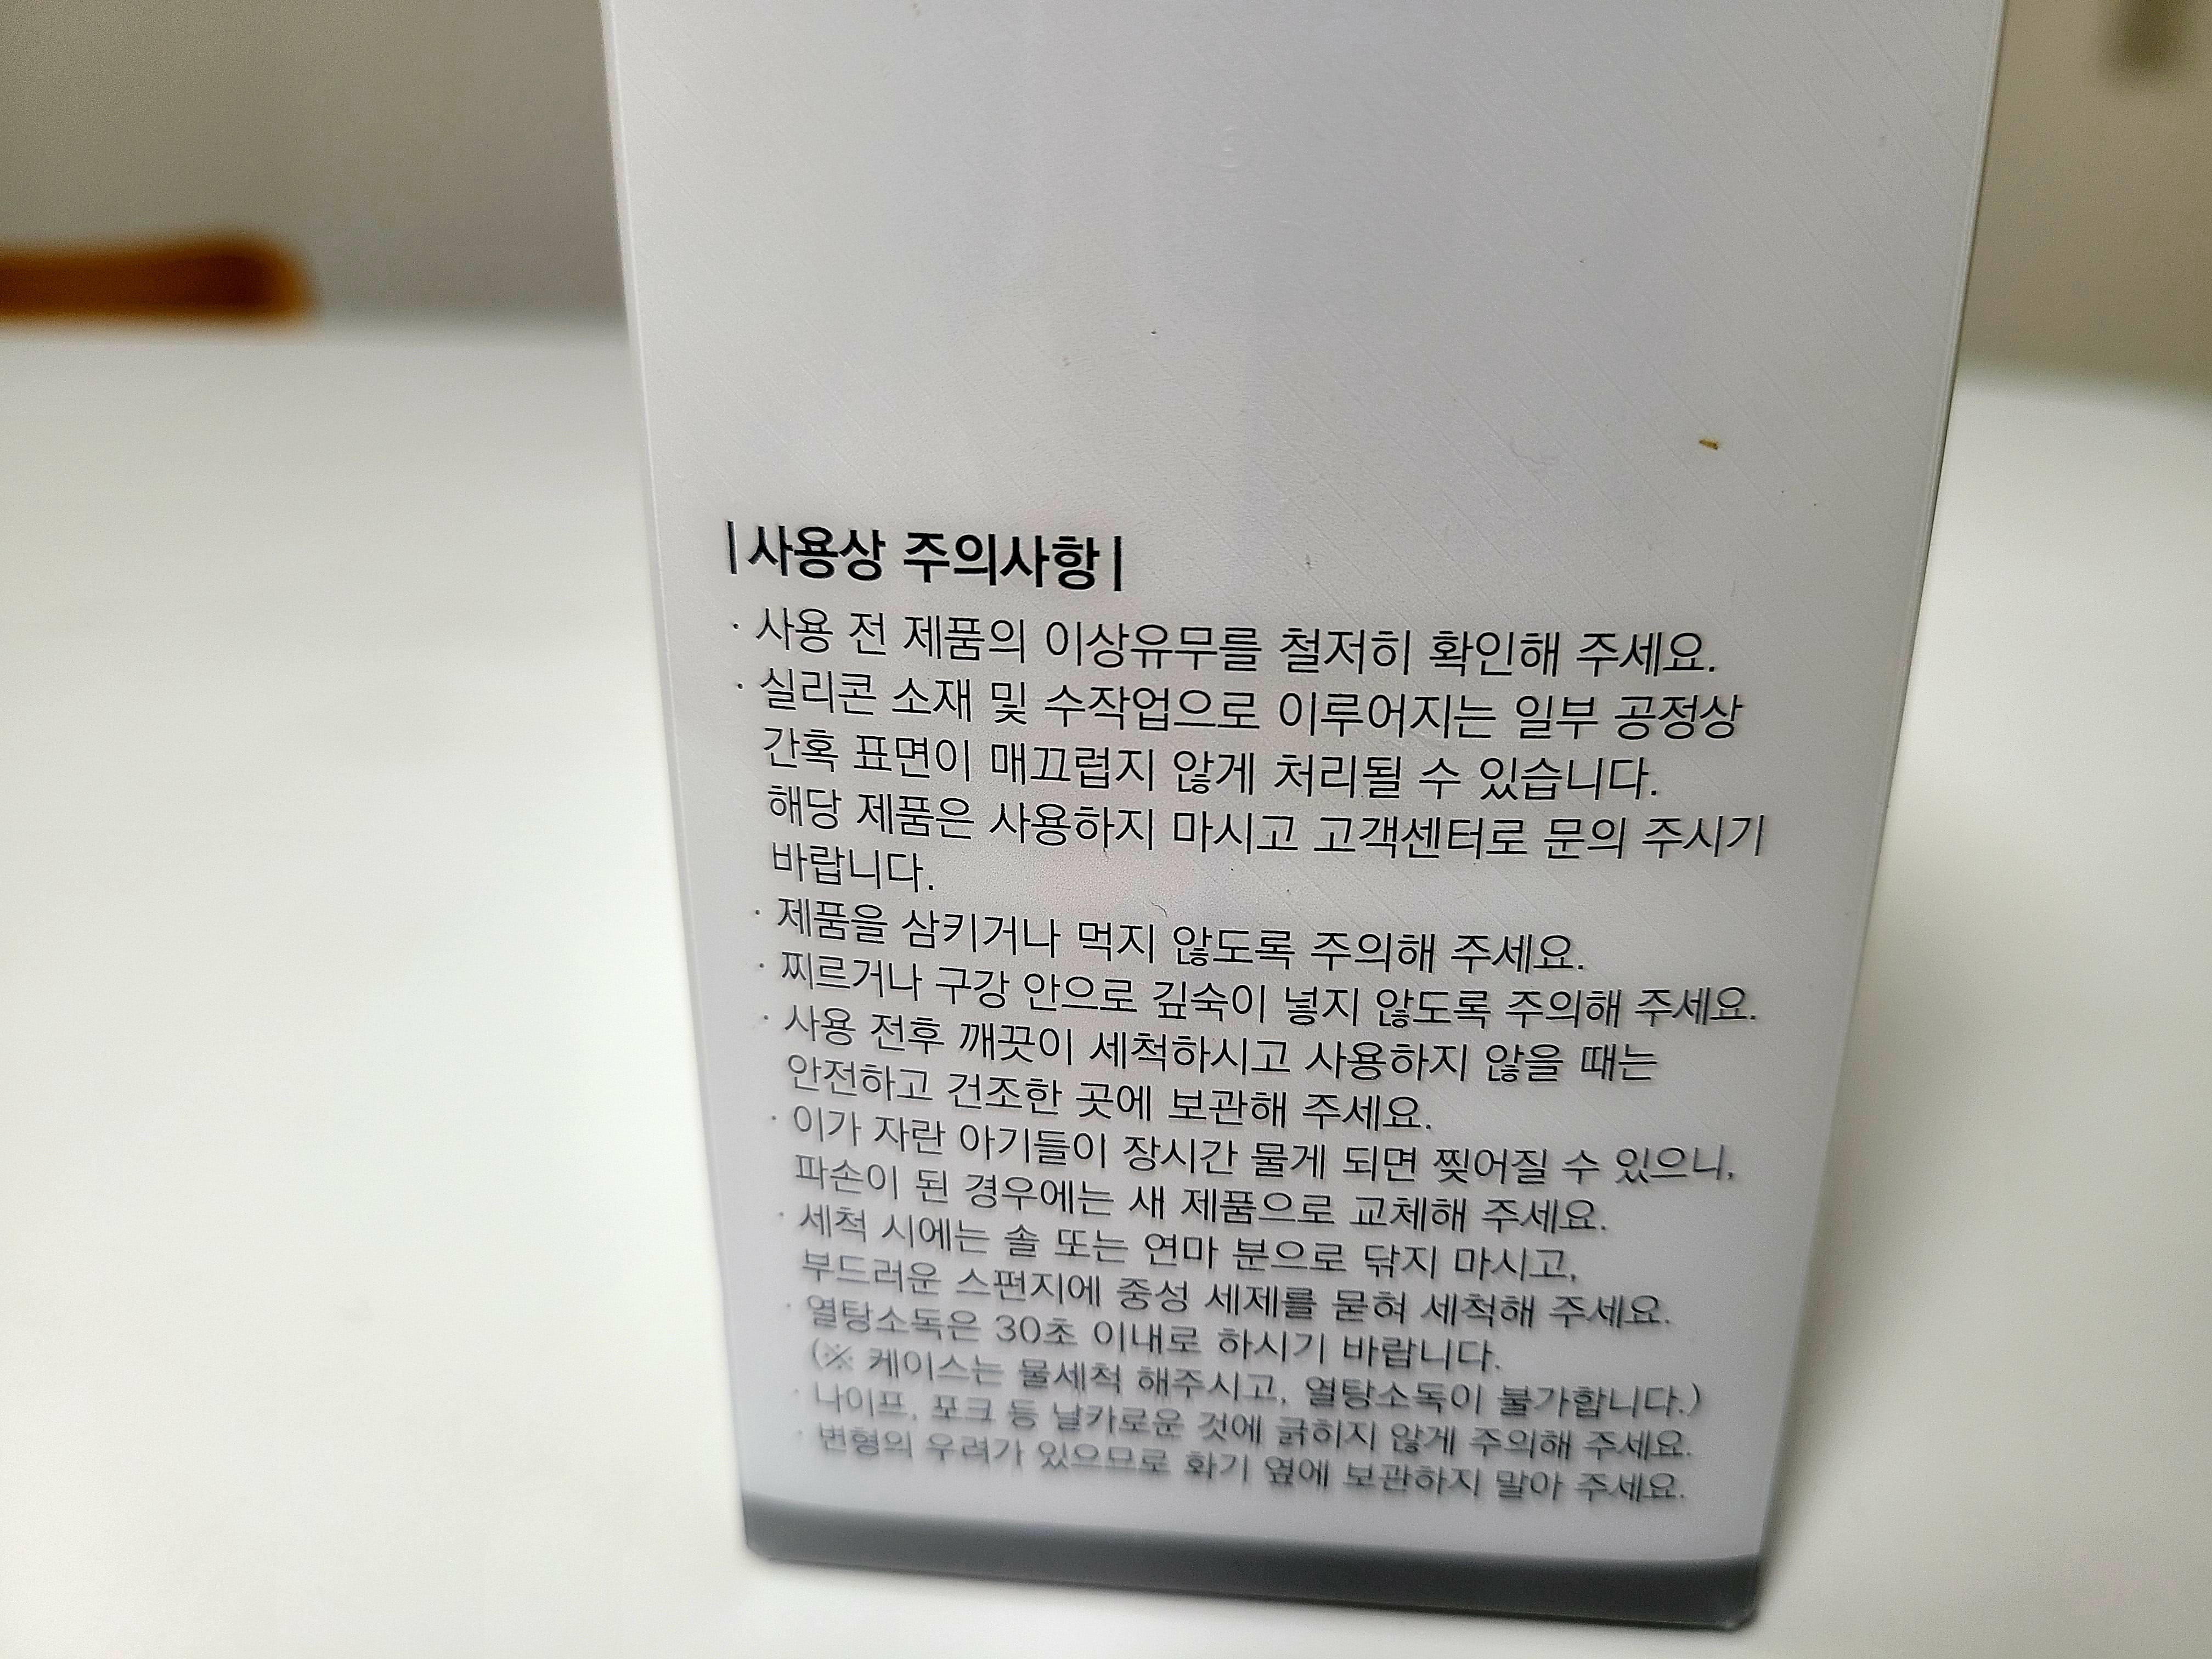 |사용상 주의사항|
· 사용 전 제품의 이상유무를 철저히 확인해 주세요.
· 실리콘 소재 및 수작업으로 이루어지는 일부 공정상
간혹 표면이 매끄럽지 않게 처리될 수 있습니다.
해당 제품은 사용하지 마시고 고객센터로 문의 주시기
바랍니다.
· 제품을 삼키거나 먹지 않도록 주의해 주세요.
· 찌르거나 구강 안으로 깊숙이 넣지 않도록 주의해 주세요.
· 사용 전후 깨끗이 세척하시고 사용하지 않을 때는
안전하고 건조한 곳에 보관해 주세요.
· 이가 자란 아기들이 장시간 물게 되면 찢어질 수 있으니,
파손이 된 경우에는 새 제품으로 교체해 주세요.
· 세척 시에는 솔 또는 연마 분으로 닦지 마시고,
부드러운 스펀지에 중성 세제를 묻혀 세척해 주세요.
· 열탕소독은 30초 이내로 하시기 바랍니다.
(※ 케이스는 물세척 해주시고, 열탕소독이 불가합니다.)
· 나이프, 포크 등 날카로운 것에 긁히지 않게 주의해 주세요.
· 변형의 우려가 있으므로 화기 옆에 보관하지 말아 주세요.